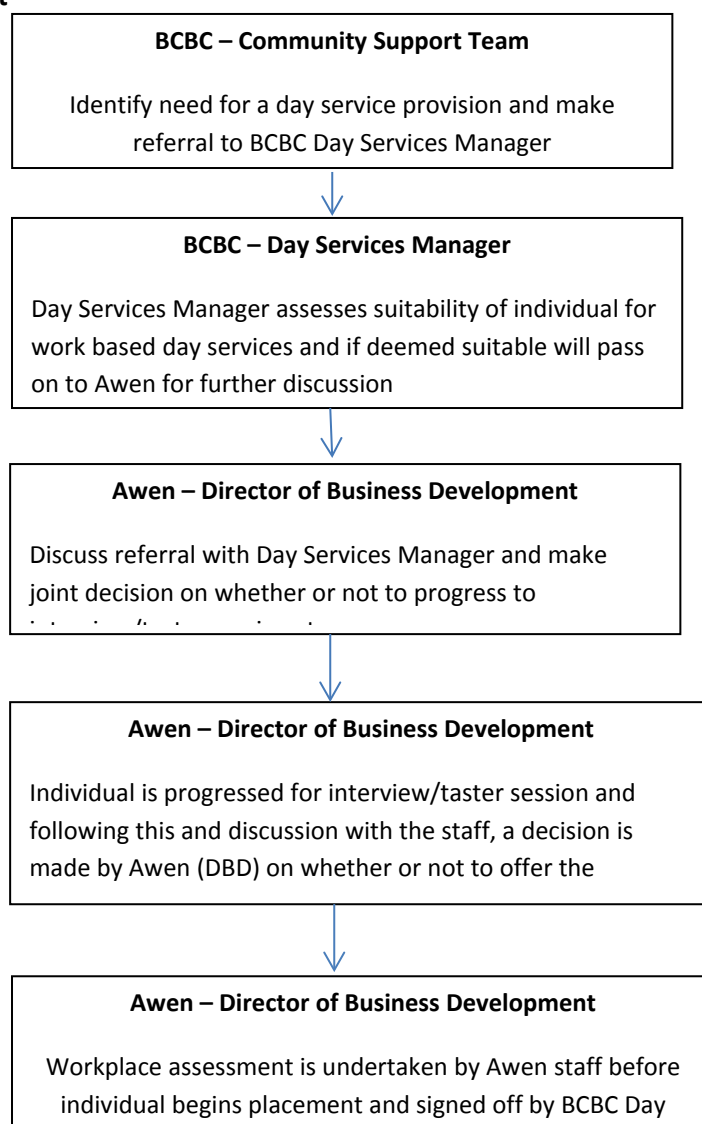 BCBC – Community Support Team
Identify need for a day service provision and make
referral to BCBC Day Services Manager
BCBC – Day Services Manager
Day Services Manager assesses suitability of individual for
work based day services and if deemed suitable will pass
on to Awen for further discussion
Awen – Director of Business Development
Discuss referral with Day Services Manager and make
joint decision on whether or not to progress to
Awen – Director of Business Development
Individual is progressed for interview/taster session and
following this and discussion with the staff, a decision is
made by Awen (DBD) on whether or not to offer the
Awen – Director of Business Development
Workplace assessment is undertaken by Awen staff before
individual begins placement and signed off by BCBC Day